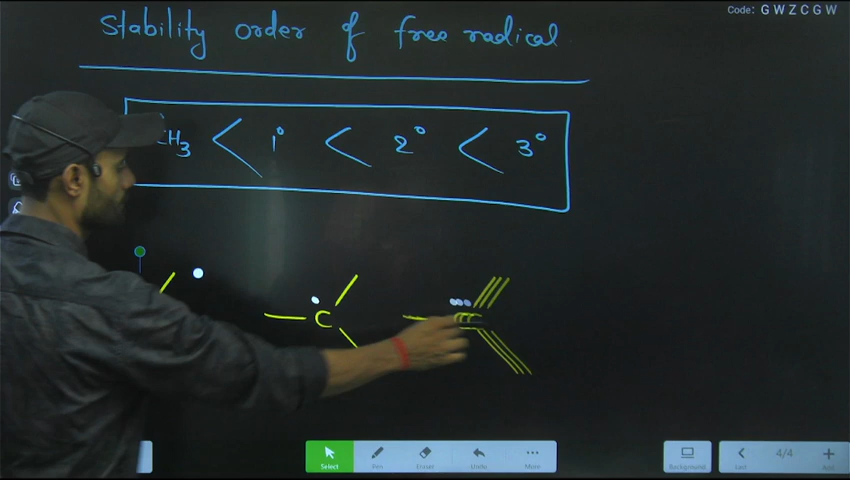 Code: G W Z C G W
Stability order of free radical
CH3 < 1° < 2° < 3°
C
Select Pen Eraser Undo More Background Last 4/4 Add